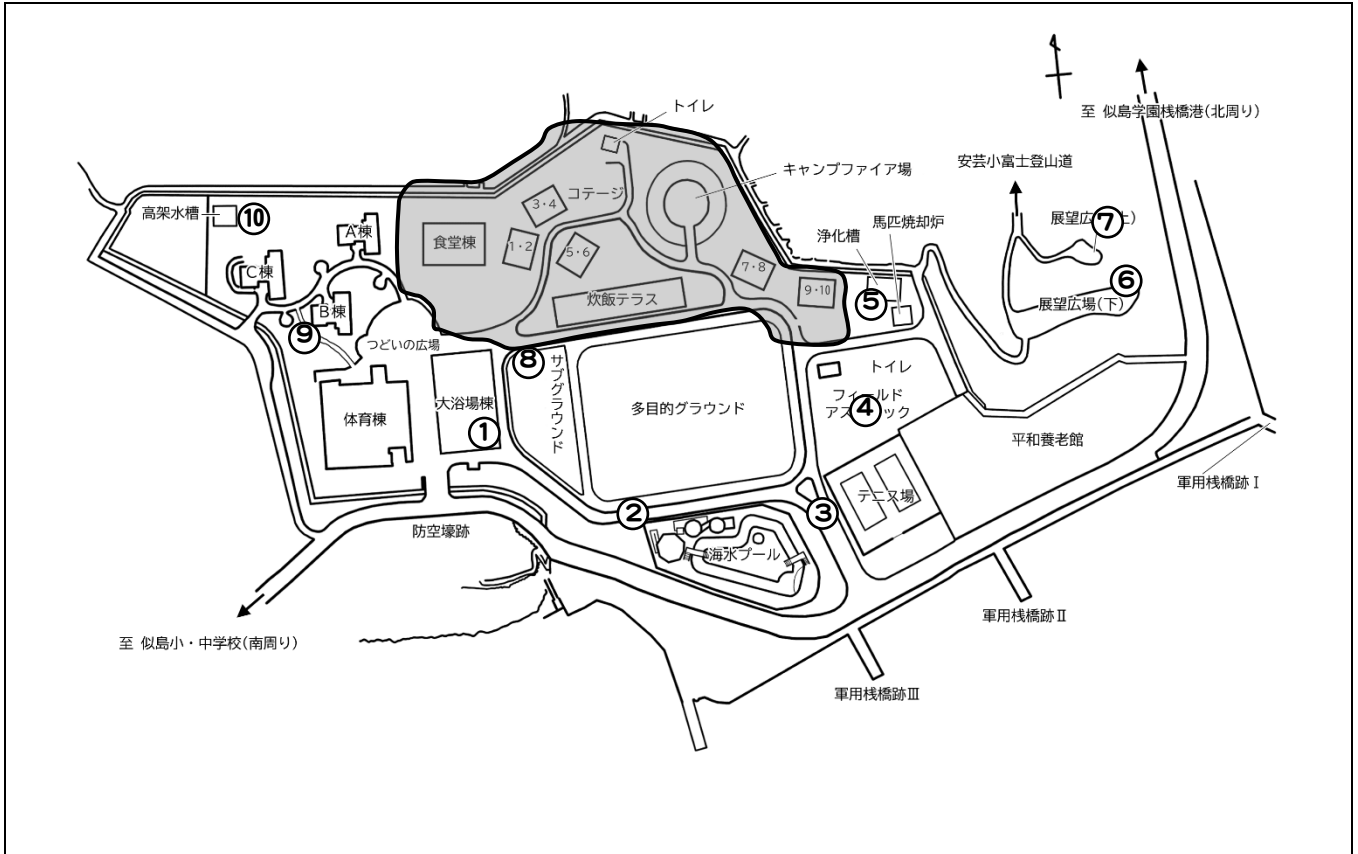 トイレ
至 似島学園桟橋港(北周り)
キャンプファイア場
安芸小富士登山道
コテージ
3・4
高架水槽
⑩
馬匹焼却炉
浄化槽
展望広
⑦
上)
A棟
食堂棟
1・2
5・6
7・8
9・10
C棟
⑤
⑥
展望広場(下)
炊飯テラス
B棟
⑨
つどいの広場
⑧
サブグラウンド
トイレ
多目的グラウンド
フィールド
アス
④
ック
大浴場棟
①
体育棟
平和養老館
軍用桟橋跡Ⅰ
テニス場
②
③
防空壕跡
海水プール
軍用桟橋跡Ⅱ
至 似島小・中学校(南周り)
軍用桟橋跡Ⅲ